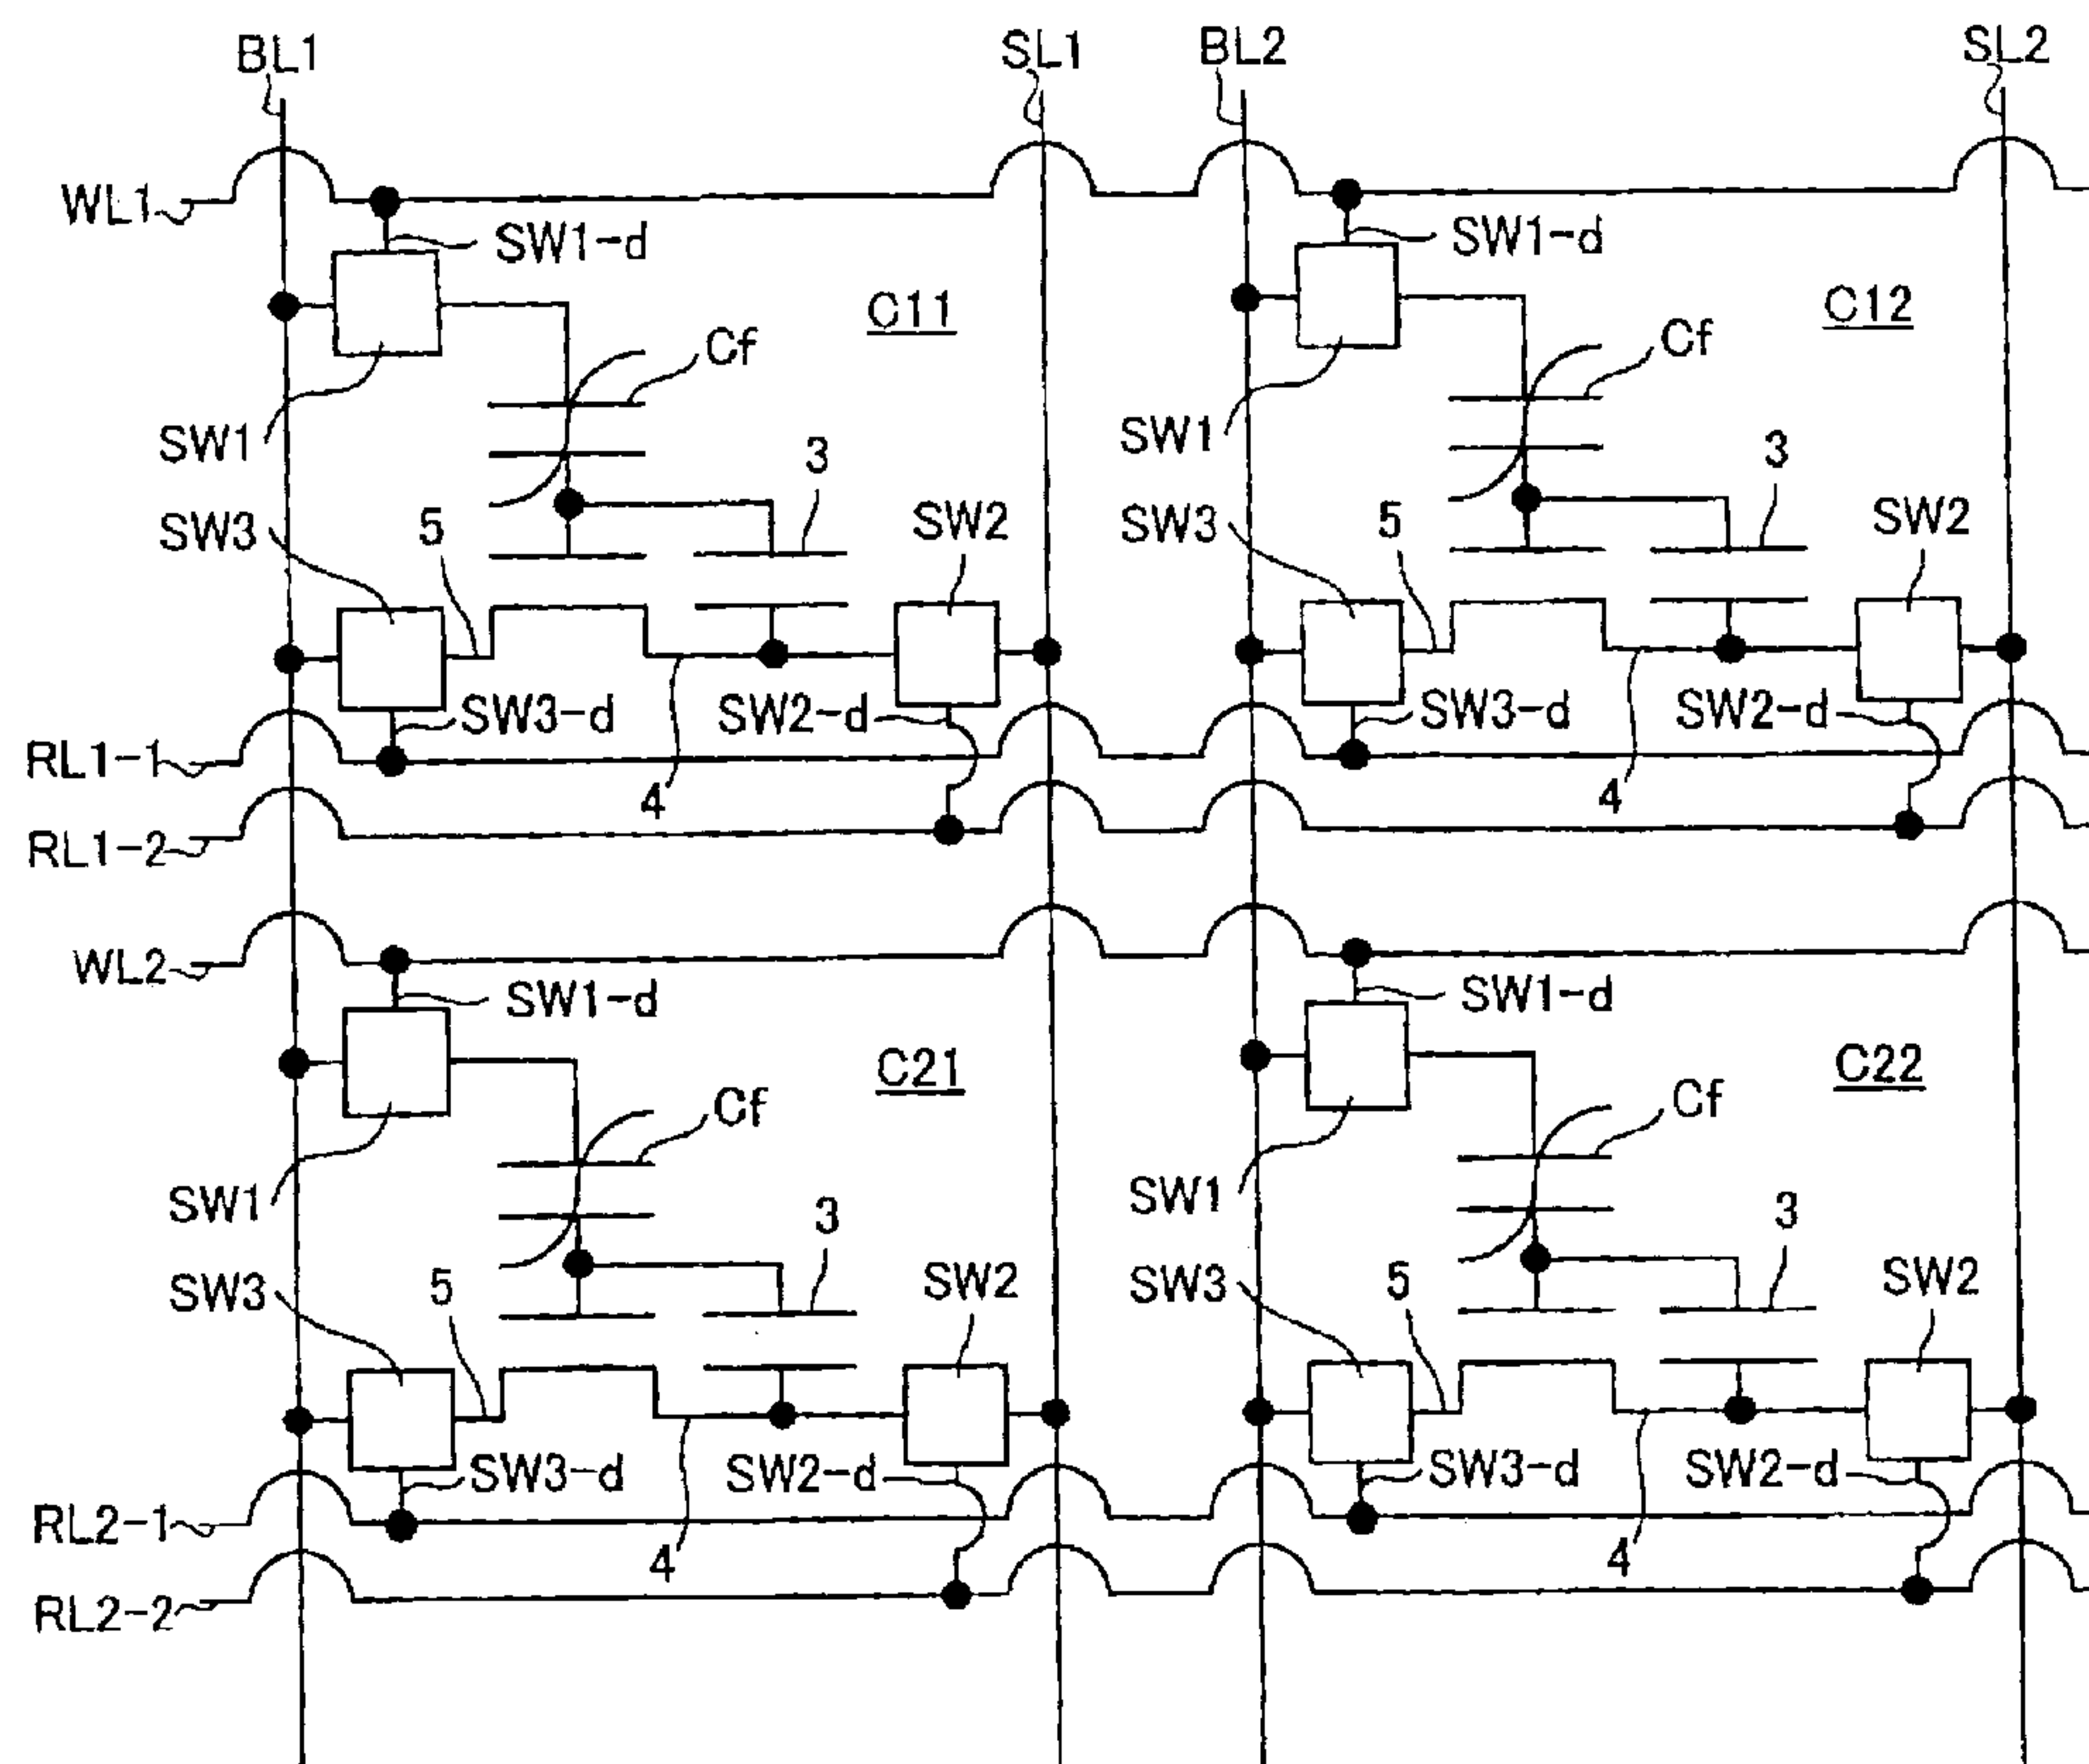 BL1 SL1 BL2 SL2
WL1
SW1-d SW1-d
C11 C12
Cf Cf
SW1 SW1
3 3
SW3 5 SW2 SW3 5 SW2
SW3-d SW2-d SW3-d SW2-d
RL1-1
4 4
RL1-2
WL2
SW1-d SW1-d
C21 C22
Cf Cf
SW1 SW1
3 3
SW3 5 SW2 SW3 5 SW2
SW3-d SW2-d SW3-d SW2-d
RL2-1
4 4
RL2-2